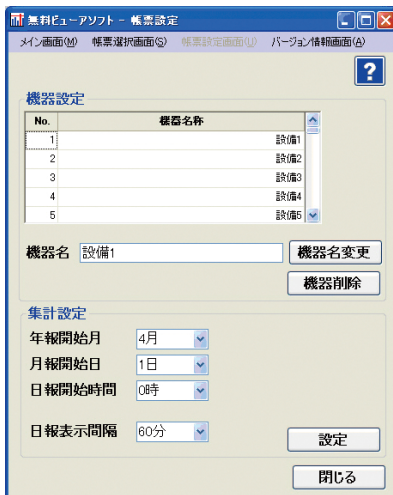 無料ビューアソフト - 帳票設定
メイン画面(M) 帳票選択画面(S) 帳票設定画面(U) バージョン情報画面(A)
?
機器設定
No. 機器名称
1 設備1
2 設備2
3 設備3
4 設備4
5 設備5
機器名 設備1 機器名変更
機器削除
集計設定
年報開始月 4月
月報開始日 1日
日報開始時間 0時
日報表示間隔 60分 設定
閉じる